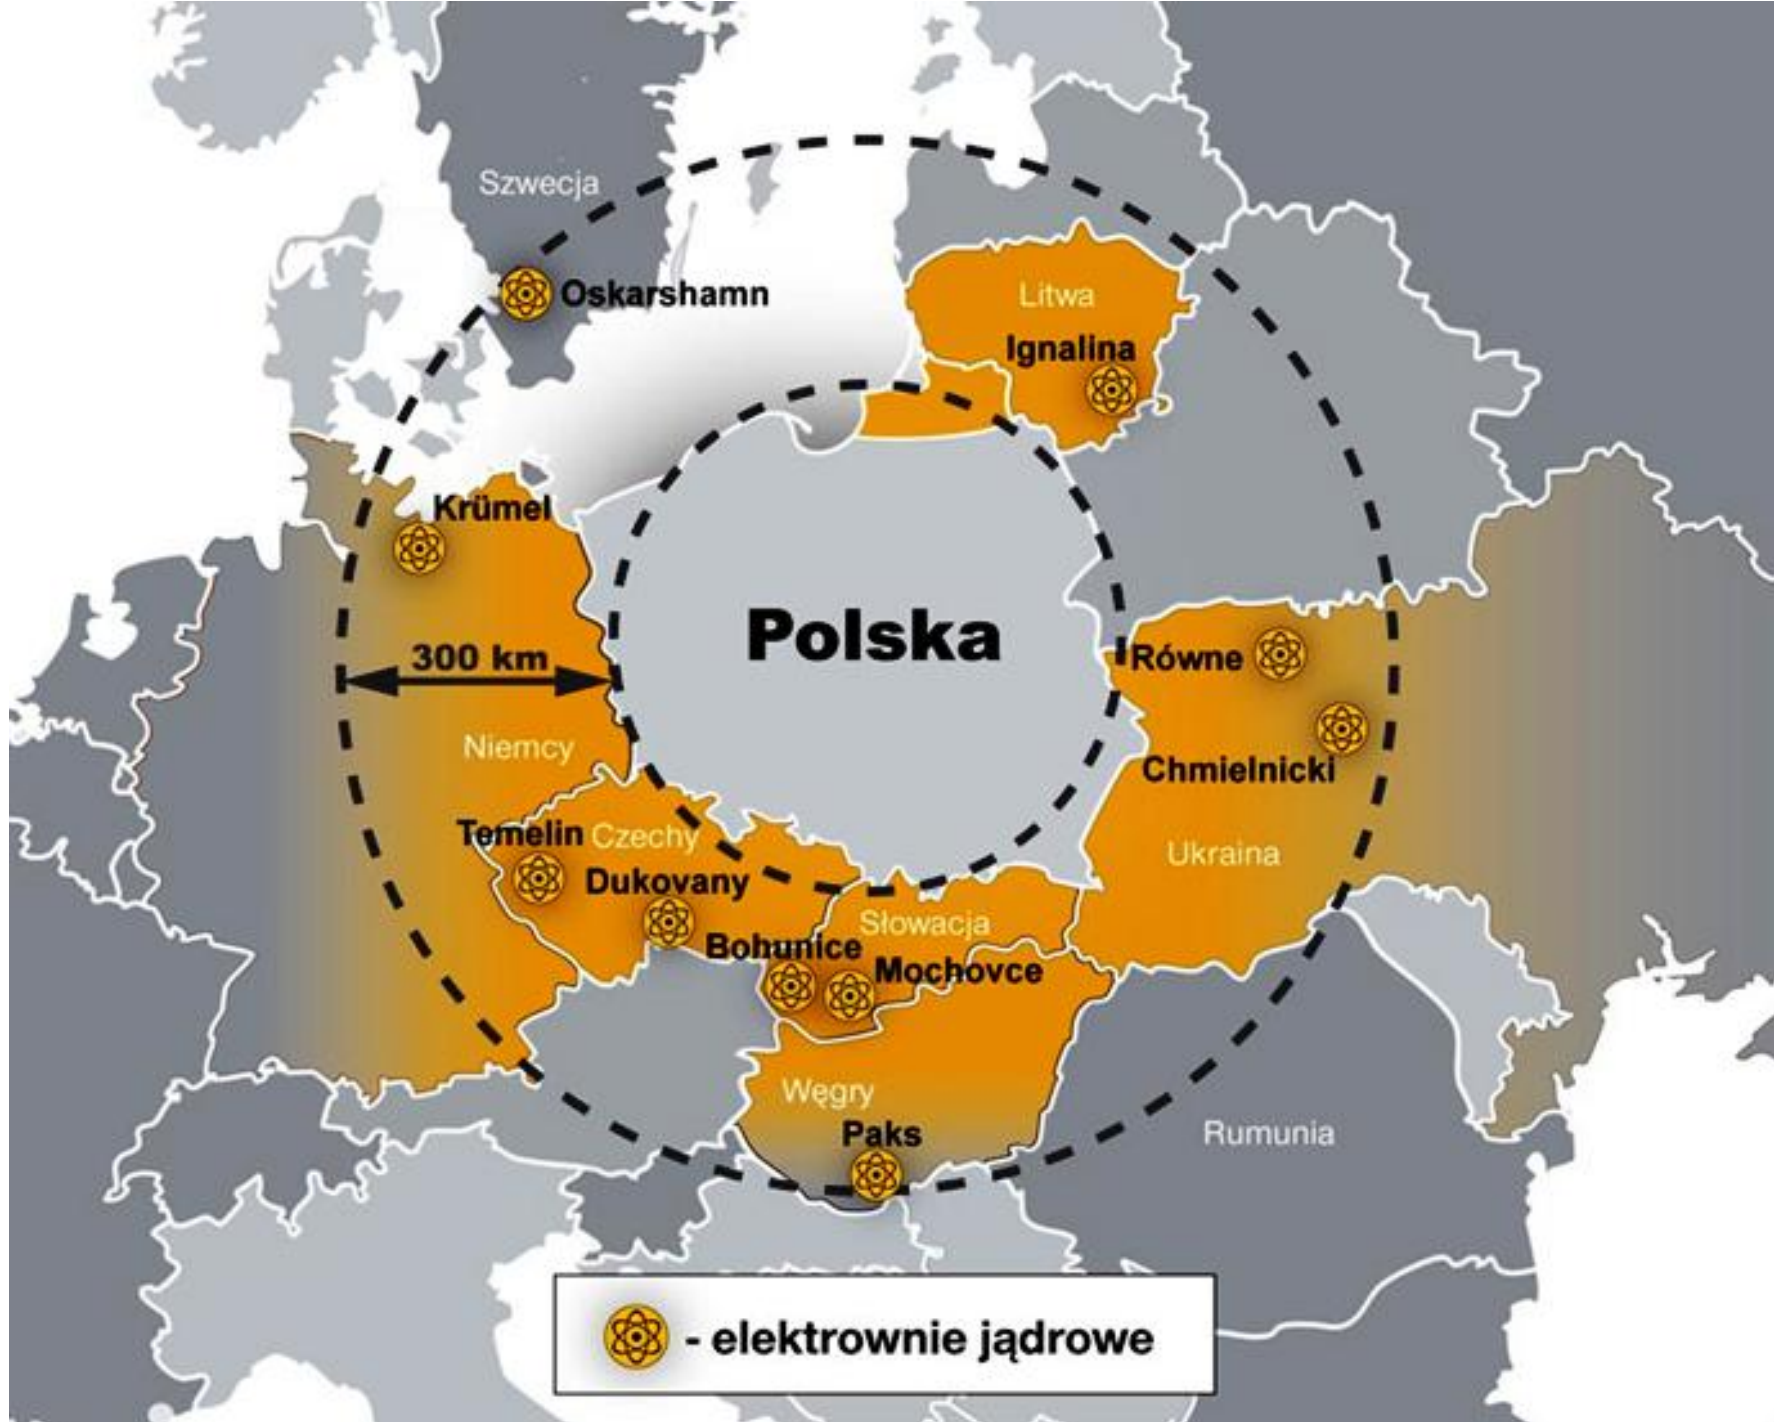 Szwecja
Oskarshamn
Litwa
Ignalina
Krümel
Polska
300 km
Równe
Niemcy
Chmielnicki
Temelin
Czechy
Ukraina
Dukovany
Słowacja
Bohunice
Mochovce
Węgry
Paks
Rumunia
- elektrownie jądrowe